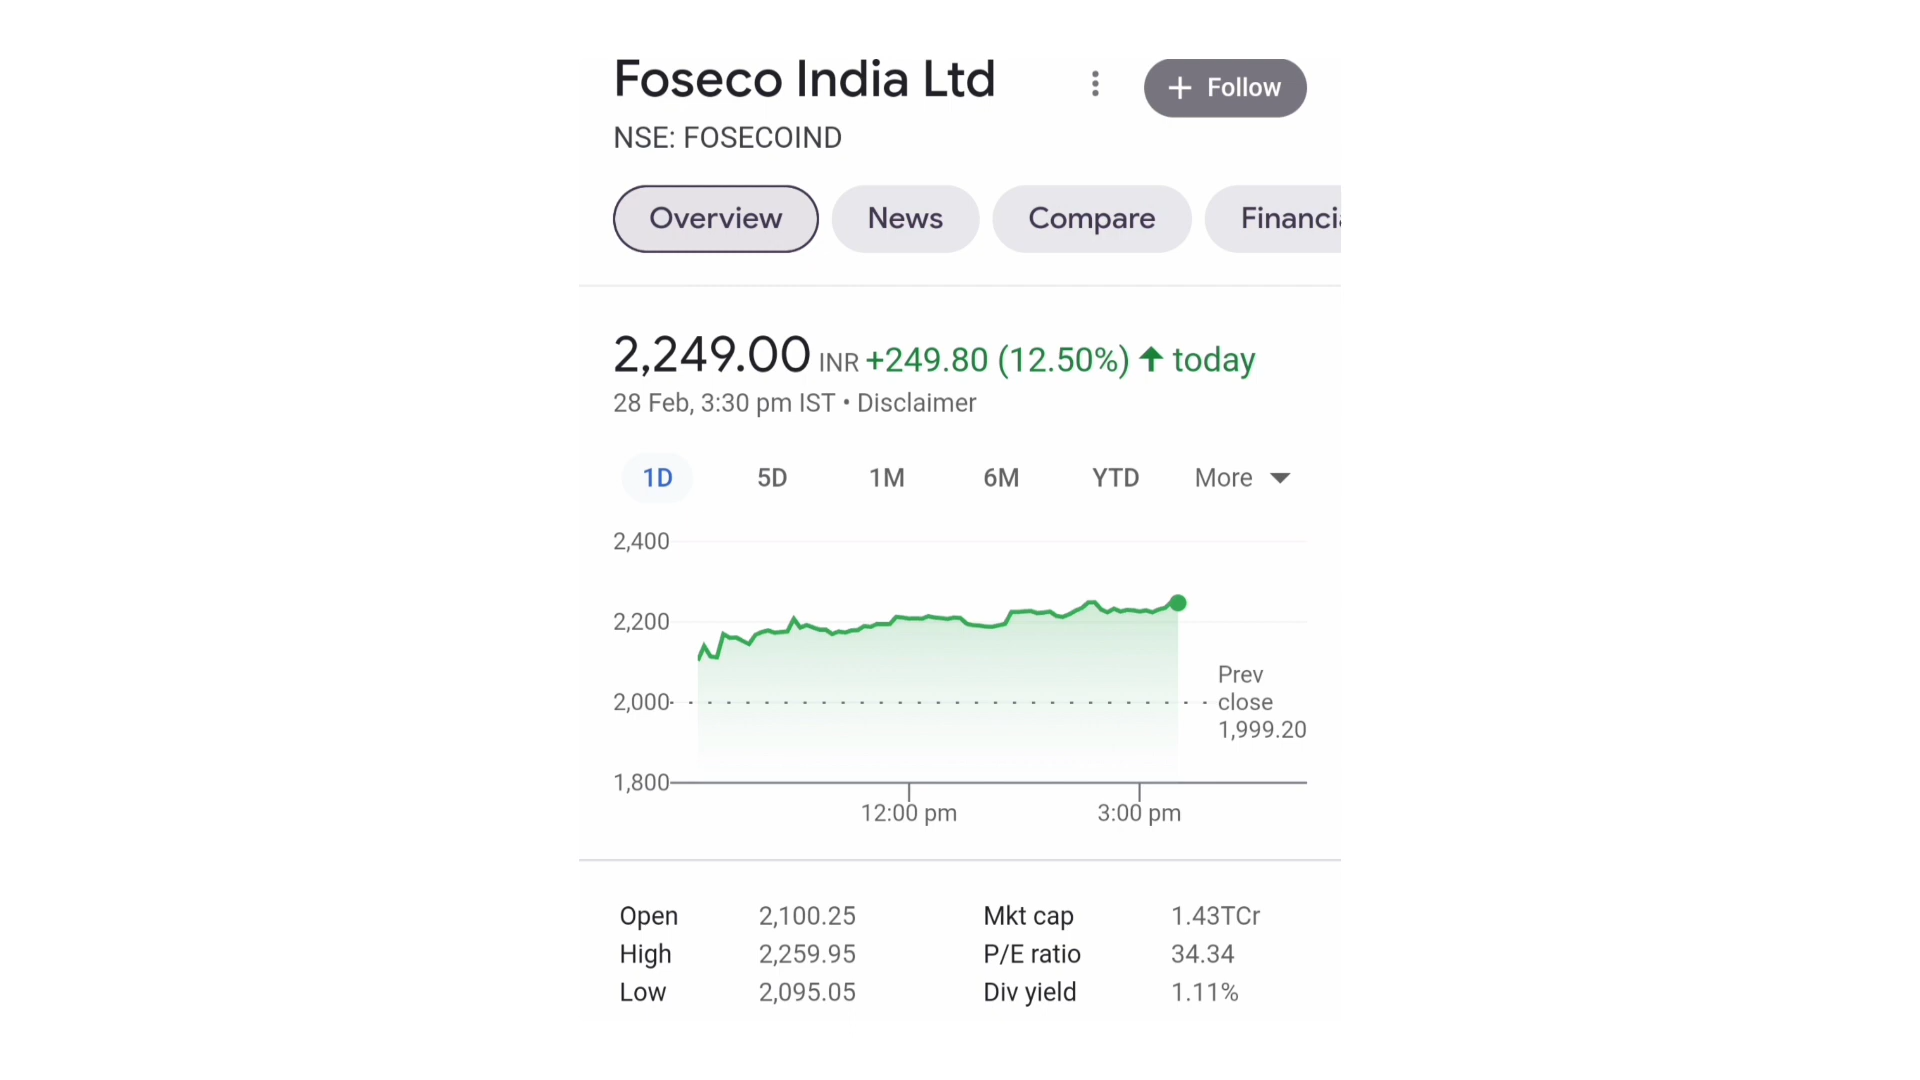 Foseco India Ltd
+ Follow
NSE: FOSECOIND
Overview News Compare Financi
2,249.00 INR +249.80 (12.50%) ↑ today
28 Feb, 3:30 pm IST • Disclaimer
1D 5D 1M 6M YTD More
2,400
2,200
2,000
1,800
Prev
close
1,999.20
12:00 pm 3:00 pm
Open 2,100.25 Mkt cap 1.43TCr
High 2,259.95 P/E ratio 34.34
Low 2,095.05 Div yield 1.11%